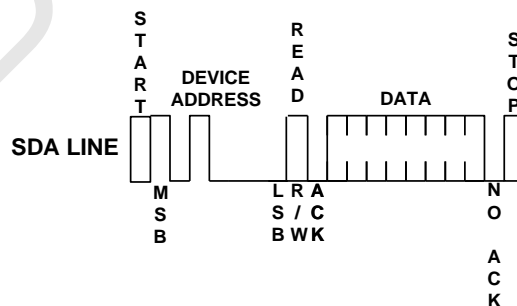 START
DEVICE
ADDRESS
READ
DATA
STOP
SDA LINE
MSB
LSB
R/W
ACK
NO ACK